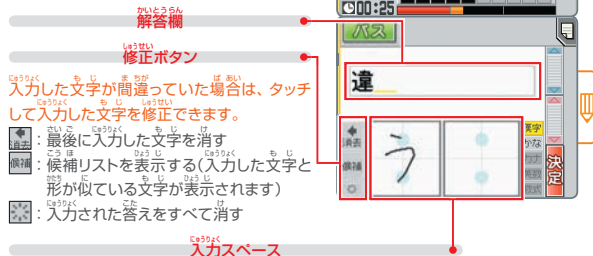 解答欄
修正ボタン
入力した文字が間違っていた場合は、タッチ
して入力した文字を修正できます。
消去：最後に入力した文字を消す
候補：候補リストを表示する（入力した文字と
形が似ている文字が表示されます）
：入力された答えをすべて消す
入力スペース
00:25
パス
違
消去
候補
う
漢字
かな
決定